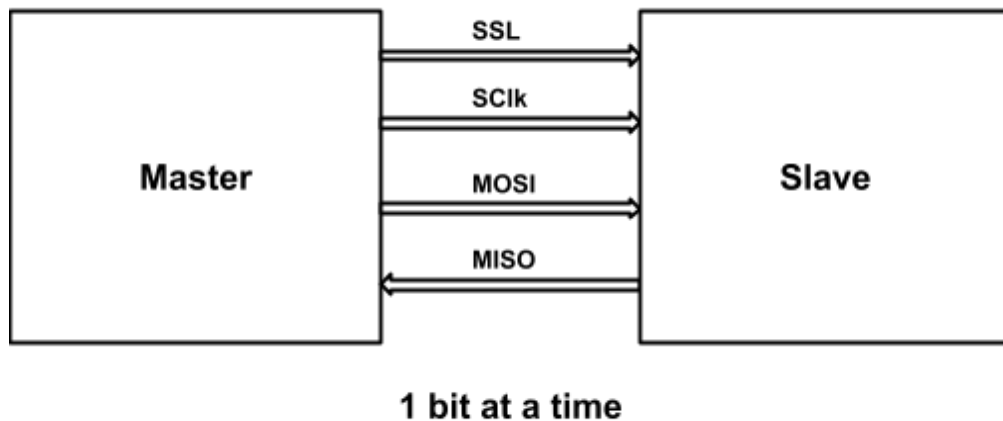 SSL
SClk
Master
MOSI
Slave
MISO
1 bit at a time